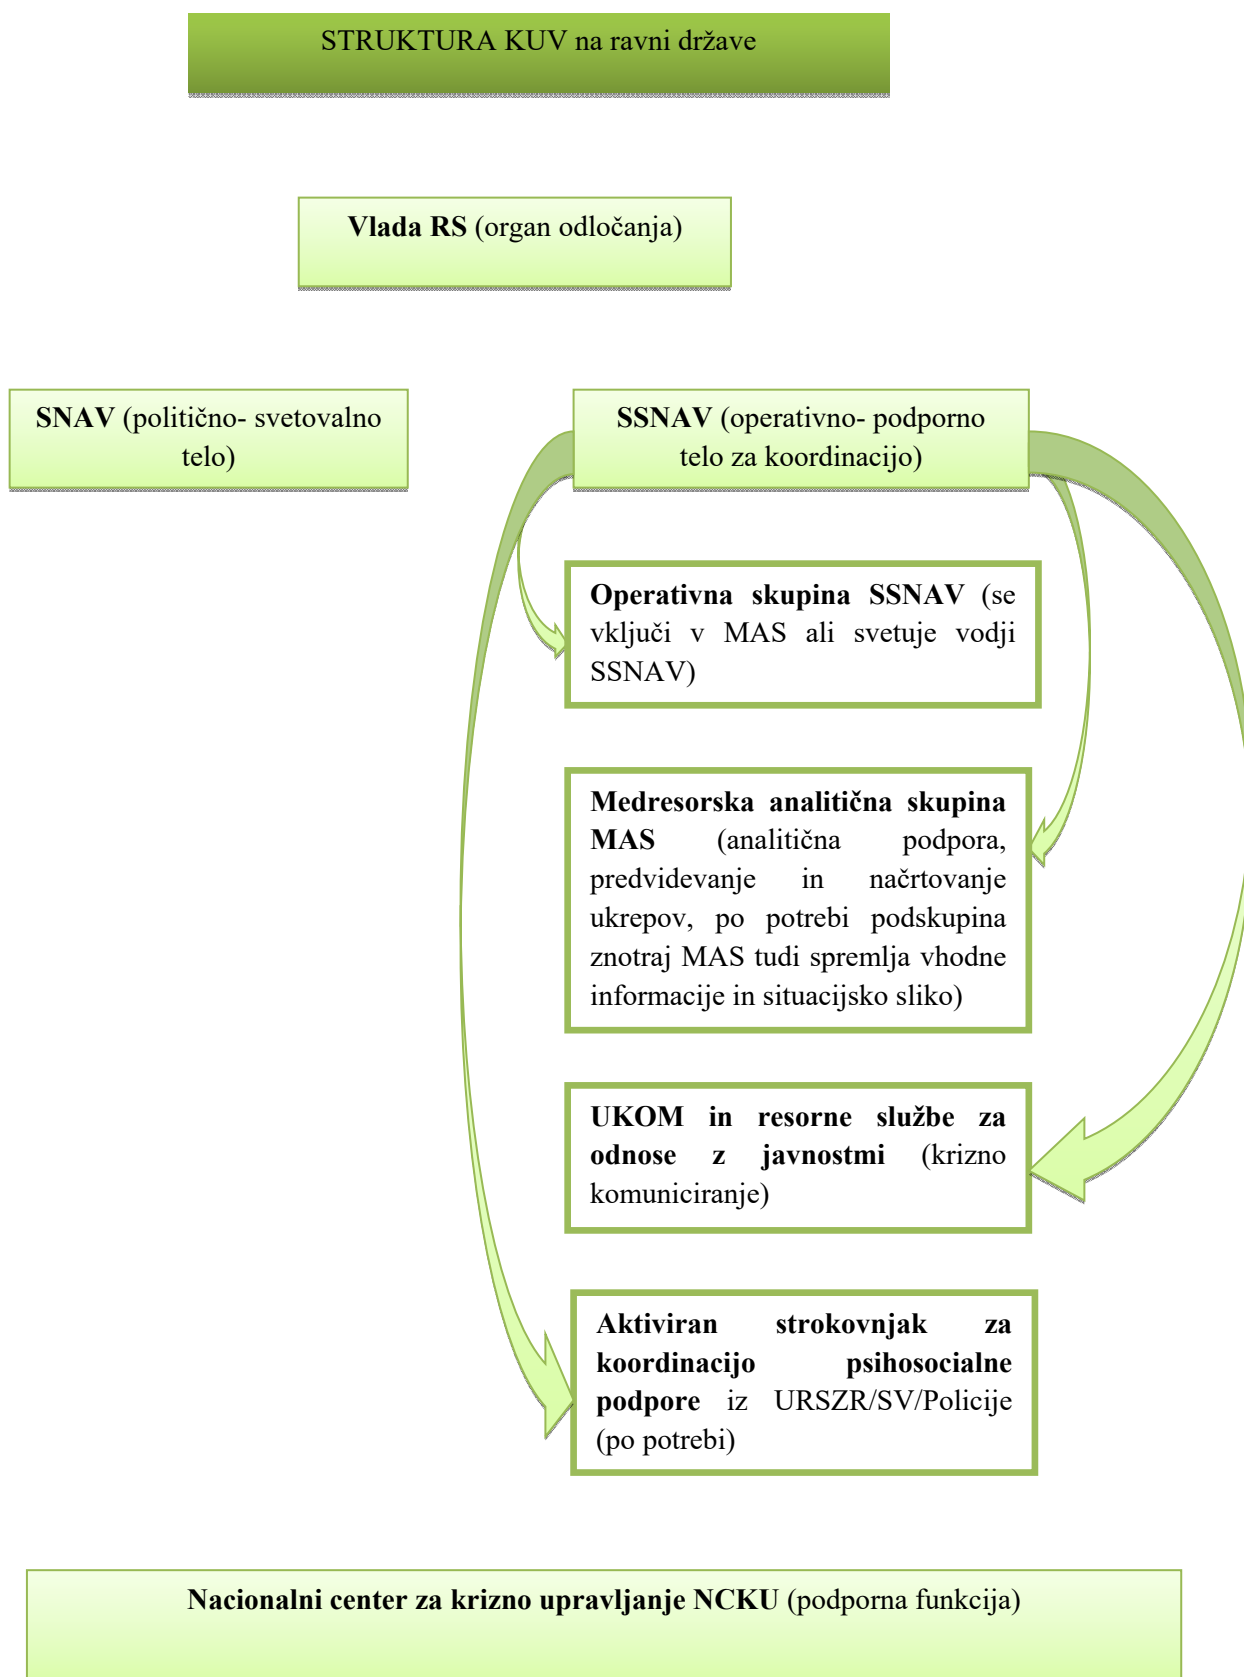 STRUKTURA KUV na ravni države
Vlada RS (organ odločanja)
SNAV (politično- svetovalno
telo)
SSNAV (operativno- podporno
telo za koordinacijo)
Operativna skupina SSNAV (se
vključi v MAS ali svetuje vodji
SSNAV)
Medresorska analitična skupina
MAS (analitična podpora,
predvidevanje in načrtovanje
ukrepov, po potrebi podskupina
znotraj MAS tudi spremlja vhodne
informacije in situacijsko sliko)
UKOM in resorne službe za
odnose z javnostmi (krizno
komuniciranje)
Aktiviran strokovnjak za
koordinacijo psihosocialne
podpore iz URSZR/SV/Policije
(po potrebi)
Nacionalni center za krizno upravljanje NCKU (podporna funkcija)